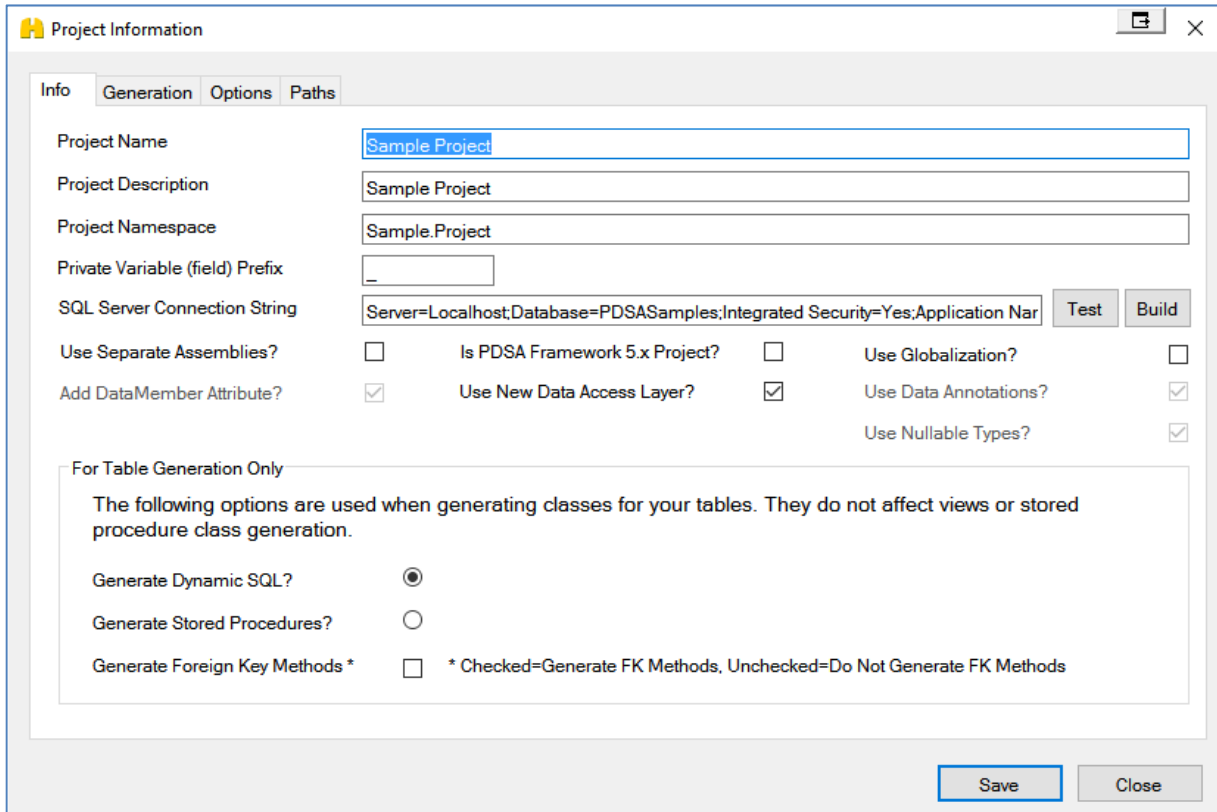 Project Information
Info Generation Options Paths
Project Name Sample Project
Project Description Sample Project
Project Namespace Sample.Project
Private Variable (field) Prefix _
SQL Server Connection String Server=Localhost;Database=PDSASamples;Integrated Security=Yes;Application Nar Test Build
Use Separate Assemblies? Is PDSA Framework 5.x Project? Use Globalization?
Add DataMember Attribute? Use New Data Access Layer? Use Data Annotations?
Use Nullable Types?
For Table Generation Only
The following options are used when generating classes for your tables. They do not affect views or stored
procedure class generation.
Generate Dynamic SQL?
Generate Stored Procedures?
Generate Foreign Key Methods * * Checked=Generate FK Methods, Unchecked=Do Not Generate FK Methods
Save Close